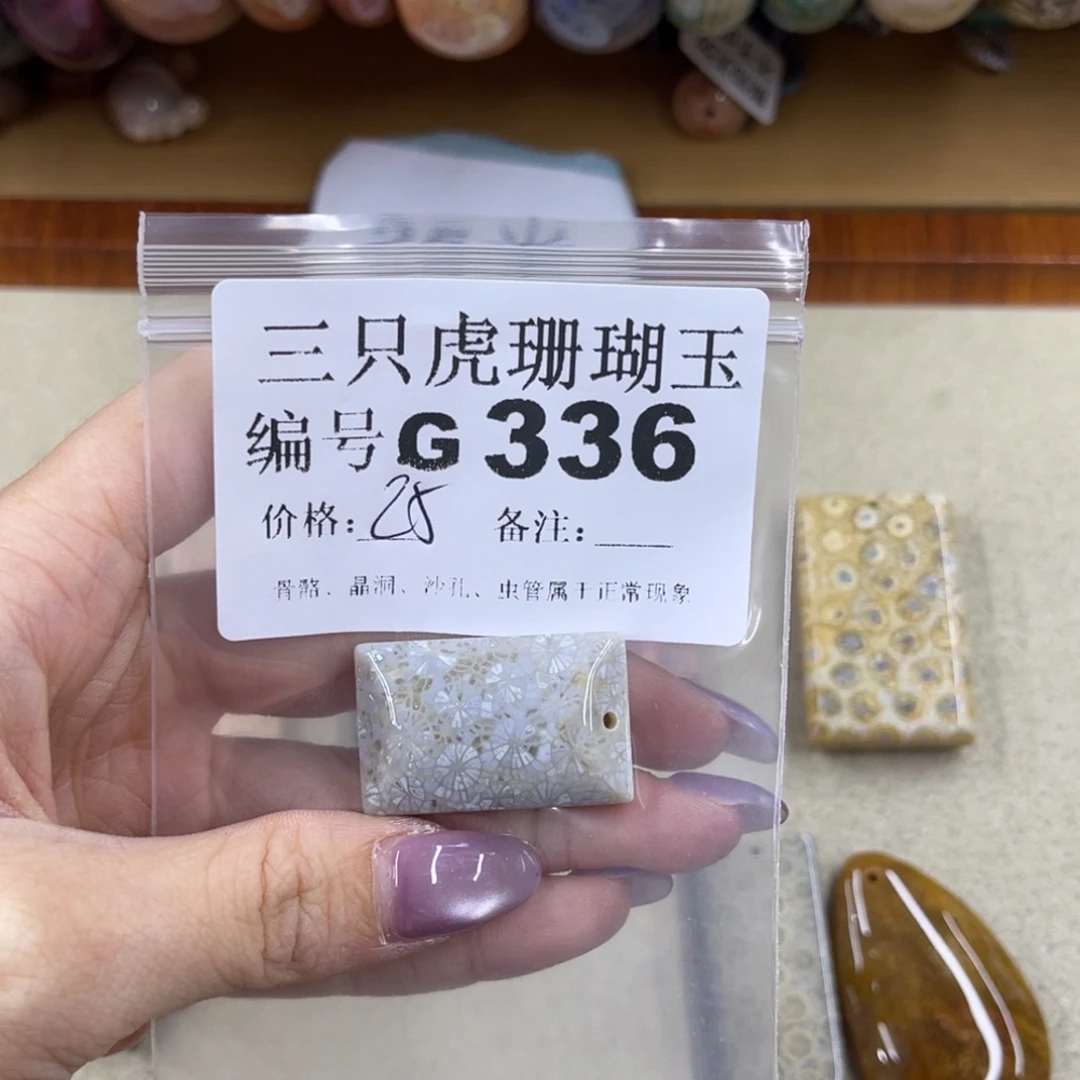 三只虎珊瑚玉
编号G 336
价格: 25 备注:
骨骼、晶洞、沙孔、虫管属于正常现象